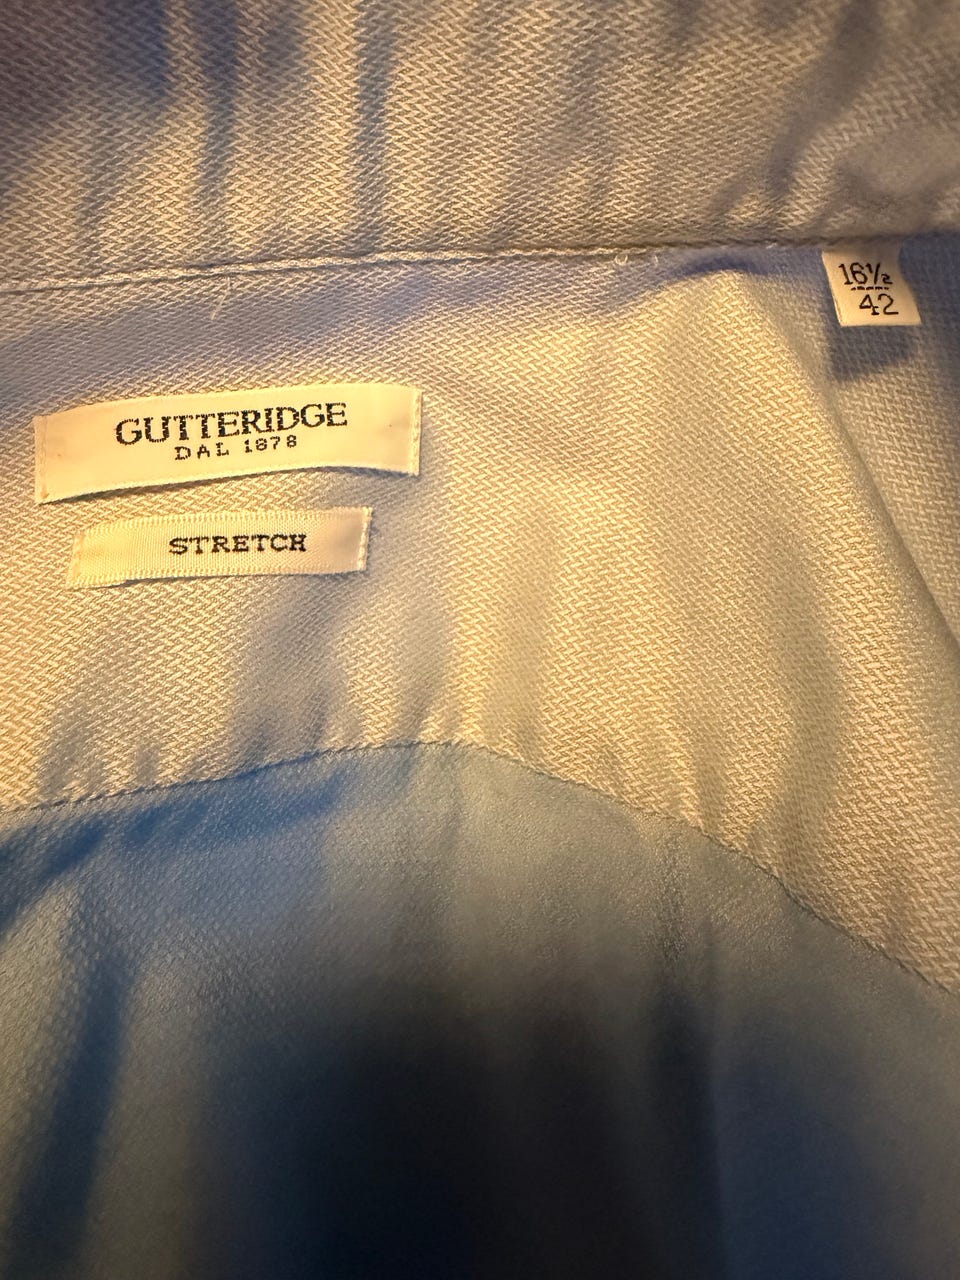 16½
42
GUTTERIDGE
DAL 1878
STRETCH